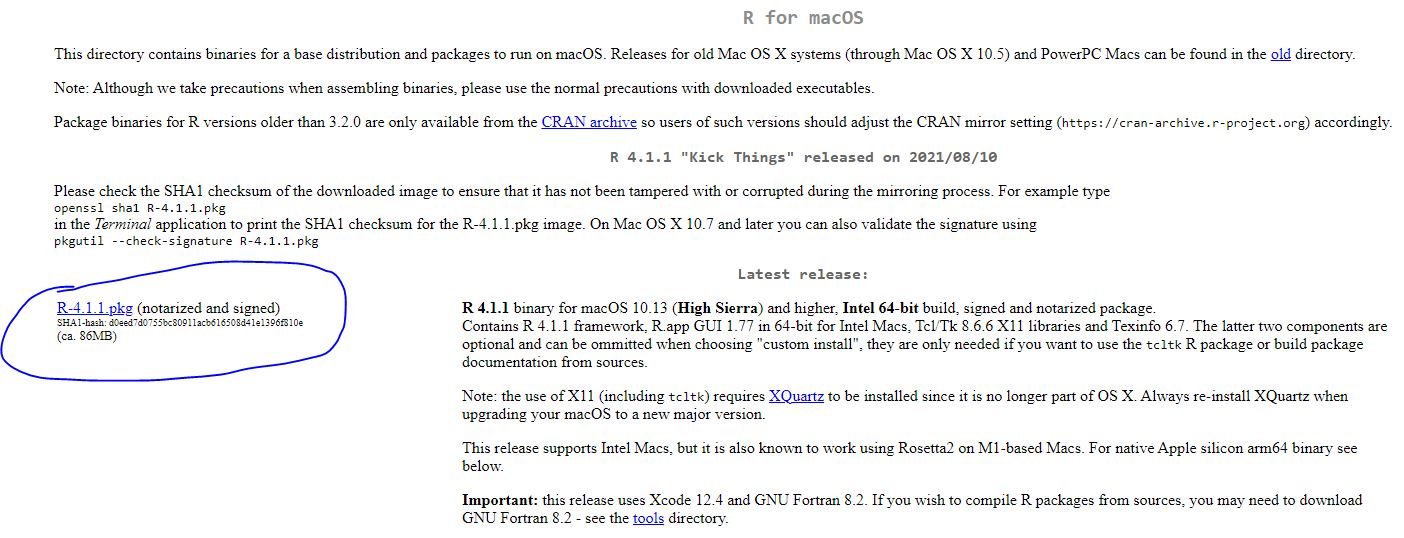 R for macOS
This directory contains binaries for a base distribution and packages to run on macOS. Releases for old Mac OS X systems (through Mac OS X 10.5) and PowerPC Macs can be found in the old directory.
Note: Although we take precautions when assembling binaries, please use the normal precautions with downloaded executables.
Package binaries for R versions older than 3.2.0 are only available from the CRAN archive so users of such versions should adjust the CRAN mirror setting (https://cran-archive.r-project.org) accordingly.
R 4.1.1 "Kick Things" released on 2021/08/10
Please check the SHA1 checksum of the downloaded image to ensure that it has not been tampered with or corrupted during the mirroring process. For example type
openssl sha1 R-4.1.1.pkg
in the Terminal application to print the SHA1 checksum for the R-4.1.1.pkg image. On Mac OS X 10.7 and later you can also validate the signature using
pkgutil --check-signature R-4.1.1.pkg
Latest release:
R-4.1.1.pkg (notarized and signed)
SHA1-hash: d0eed7d0755bc80911acb616508d41e1396f810e
(ca. 86MB)
R 4.1.1 binary for macOS 10.13 (High Sierra) and higher, Intel 64-bit build, signed and notarized package.
Contains R 4.1.1 framework, R.app GUI 1.77 in 64-bit for Intel Macs, Tcl/Tk 8.6.6 X11 libraries and Texinfo 6.7. The latter two components are
optional and can be ommitted when choosing "custom install", they are only needed if you want to use the tcltk R package or build package
documentation from sources.
Note: the use of X11 (including tcltk) requires XQuartz to be installed since it is no longer part of OS X. Always re-install XQuartz when
upgrading your macOS to a new major version.
This release supports Intel Macs, but it is also known to work using Rosetta2 on M1-based Macs. For native Apple silicon arm64 binary see
below.
Important: this release uses Xcode 12.4 and GNU Fortran 8.2. If you wish to compile R packages from sources, you may need to download
GNU Fortran 8.2 - see the tools directory.